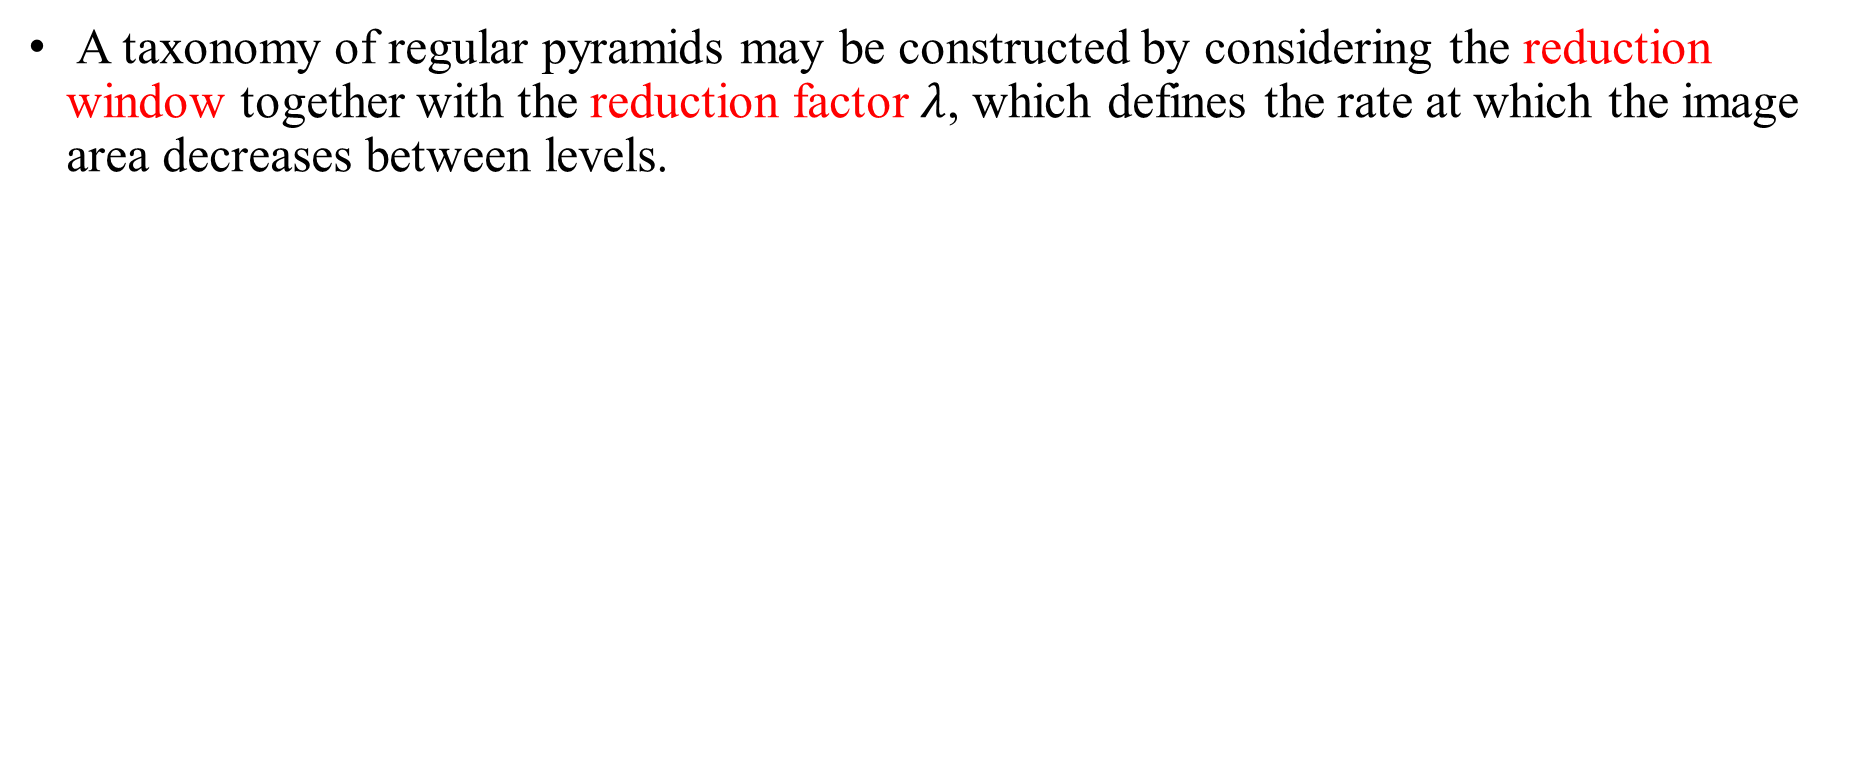 • A taxonomy of regular pyramids may be constructed by considering the reduction
window together with the reduction factor λ, which defines the rate at which the image
area decreases between levels.